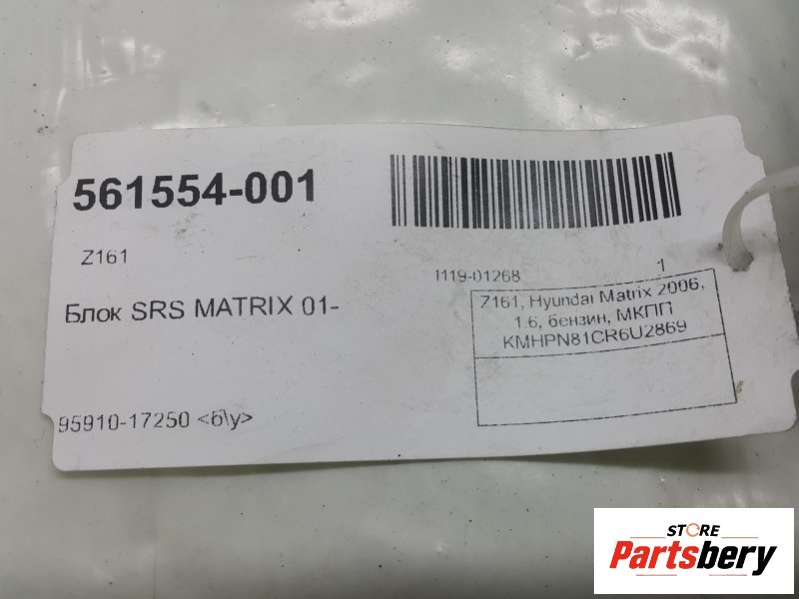 561554-001
Z161
Блок SRS MATRIX 01-
95910-17250 <б\у>
I119-01268 1
Z161, Hyundai Matrix 2006,
1.6, бензин, МКПП
KMHPN81CR6U2869
STORE
Partsbery